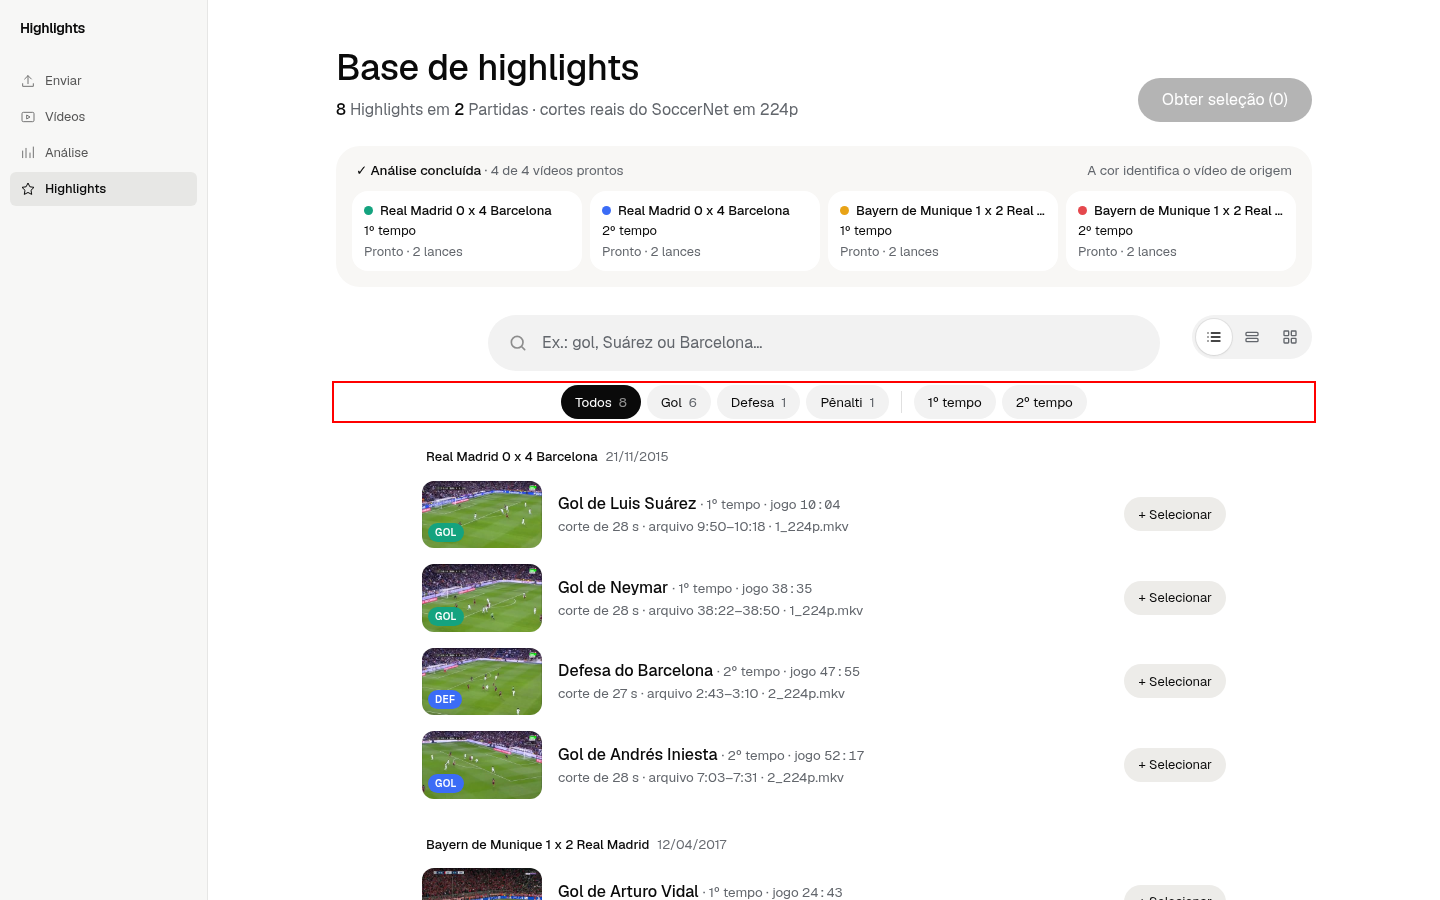 Highlights
Enviar
Vídeos
Análise
Highlights
Base de highlights
8 Highlights em 2 Partidas · cortes reais do SoccerNet em 224p
Obter seleção (0)
✓ Análise concluída · 4 de 4 vídeos prontos
A cor identifica o vídeo de origem
Real Madrid 0 x 4 Barcelona
1º tempo
Pronto · 2 lances
Real Madrid 0 x 4 Barcelona
2º tempo
Pronto · 2 lances
Bayern de Munique 1 x 2 Real ...
1º tempo
Pronto · 2 lances
Bayern de Munique 1 x 2 Real ...
2º tempo
Pronto · 2 lances
Ex.: gol, Suárez ou Barcelona...
Todos 8
Gol 6
Defesa 1
Pênalti 1
1º tempo
2º tempo
Real Madrid 0 x 4 Barcelona 21/11/2015
GOL
Gol de Luis Suárez · 1º tempo · jogo 10:04
corte de 28 s · arquivo 9:50–10:18 · 1_224p.mkv
+ Selecionar
GOL
Gol de Neymar · 1º tempo · jogo 38:35
corte de 28 s · arquivo 38:22–38:50 · 1_224p.mkv
+ Selecionar
DEF
Defesa do Barcelona · 2º tempo · jogo 47:55
corte de 27 s · arquivo 2:43–3:10 · 2_224p.mkv
+ Selecionar
GOL
Gol de Andrés Iniesta · 2º tempo · jogo 52:17
corte de 28 s · arquivo 7:03–7:31 · 2_224p.mkv
+ Selecionar
Bayern de Munique 1 x 2 Real Madrid 12/04/2017
Gol de Arturo Vidal · 1º tempo · jogo 24:43
+ Selecionar